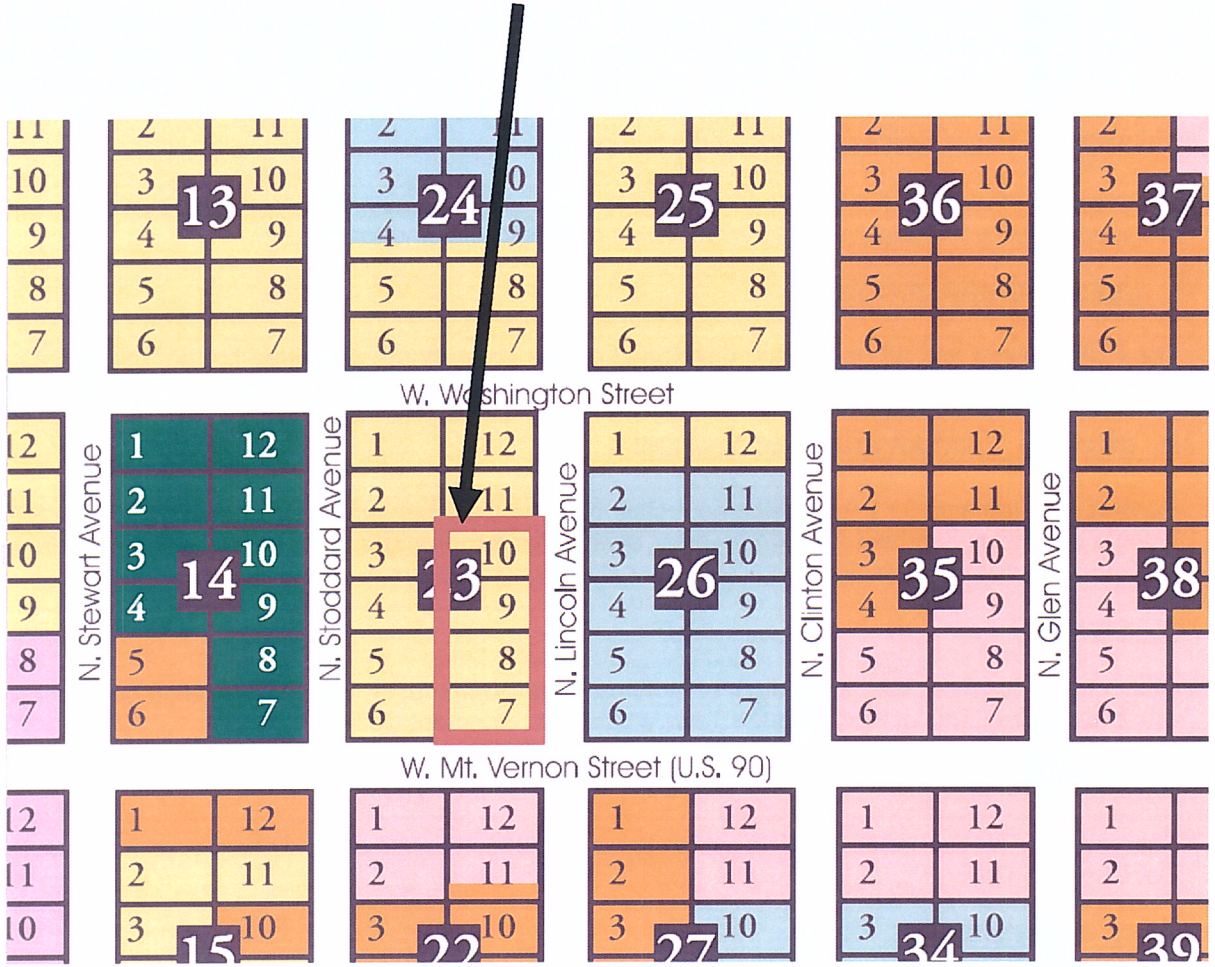 11 2 11 2 11 2 11 2 11 2
10 3 10 3 0 3 10 3 10 3
13 24 25 36 37
9 4 9 4 9 4 9 4 9 4
8 5 8 5 8 5 8 5 8 5
7 6 7 6 7 6 7 6 7 6
W. Washington Street
12 1 12 1 12 1 12 1 12 1
11 2 11 2 11 2 11 2 11 2
10 3 10 3 10 3 10 3 10 3
14 23 26 35 38
9 4 9 4 9 4 9 4 9 4
8 5 8 5 8 5 8 5 8 5
7 6 7 6 7 6 7 6 7 6
N. Stewart Avenue
N. Stoddard Avenue
N. Lincoln Avenue
N. Clinton Avenue
N. Glen Avenue
W. Mt. Vernon Street (U.S. 90)
12 1 12 1 12 1 12 1 12 1
11 2 11 2 11 2 11 2 11 2
10 3 10 3 10 3 10 3 10 3
15 22 27 34 39